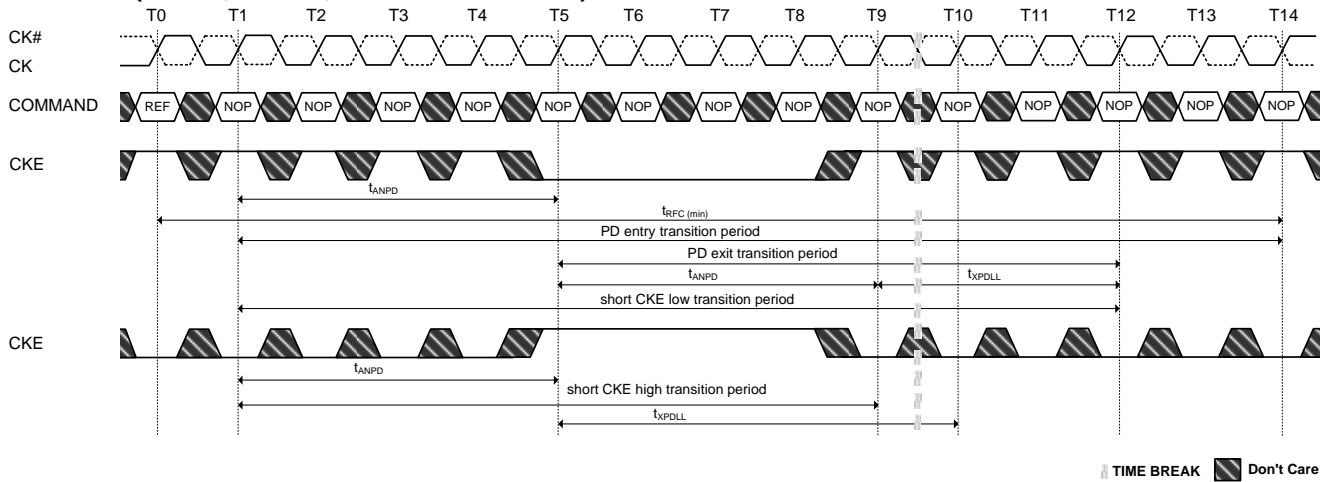 T0 T1 T2 T3 T4 T5 T6 T7 T8 T9 T10 T11 T12 T13 T14
CK#
CK
COMMAND REF NOP NOP NOP NOP NOP NOP NOP NOP NOP NOP NOP NOP NOP NOP
CKE
tANPD
tRFC (min)
PD entry transition period
PD exit transition period
tANPD tXPDLL
short CKE low transition period
CKE
tANPD
short CKE high transition period
tXPDLL
TIME BREAK Don't Care